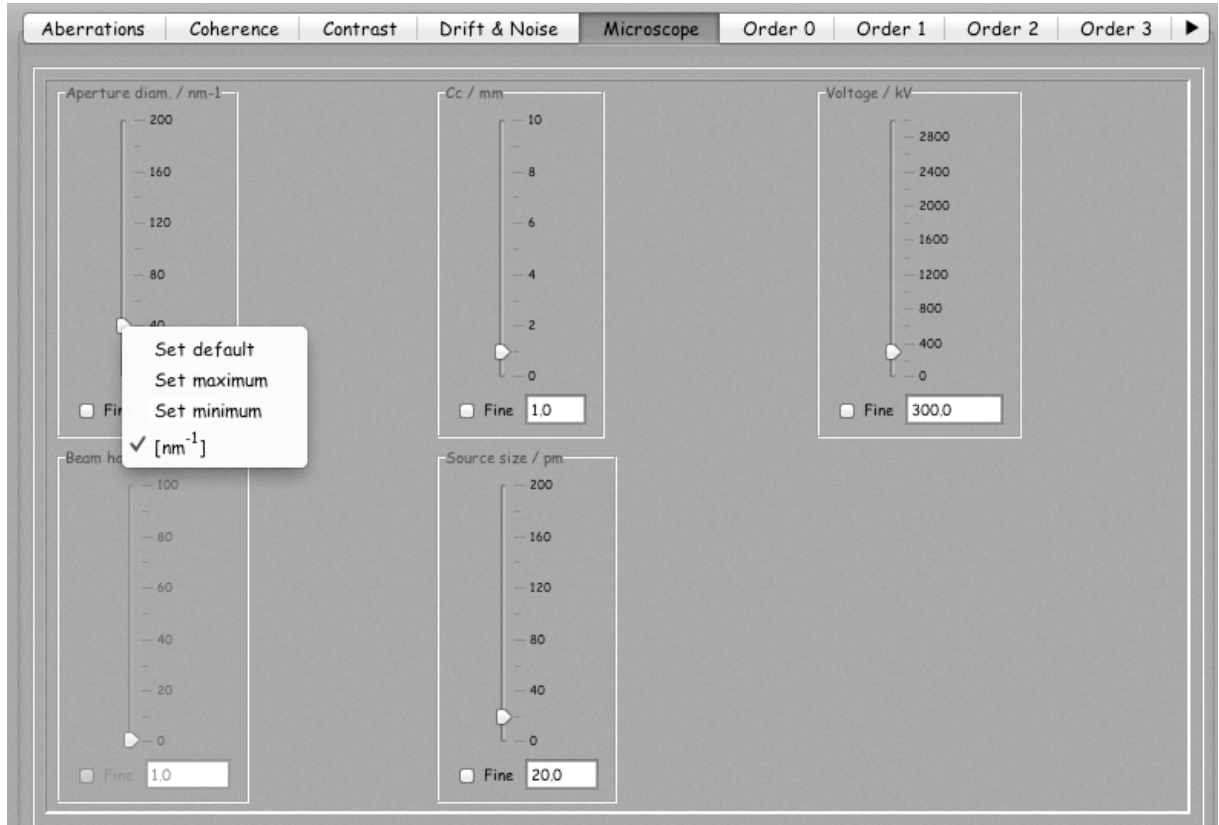 Aberrations Coherence Contrast Drift & Noise Microscope Order 0 Order 1 Order 2 Order 3
Aperture diam. / nm-1
200
160
120
80
40
Set default
Set maximum
Set minimum
✓ [nm⁻¹]
Cc / mm
10
8
6
4
2
0
Fine 1.0
Voltage / kV
2800
2400
2000
1600
1200
800
400
0
Fine 300.0
Beam
100
80
60
40
20
0
Fine 1.0
Source size / pm
200
160
120
80
40
0
Fine 20.0